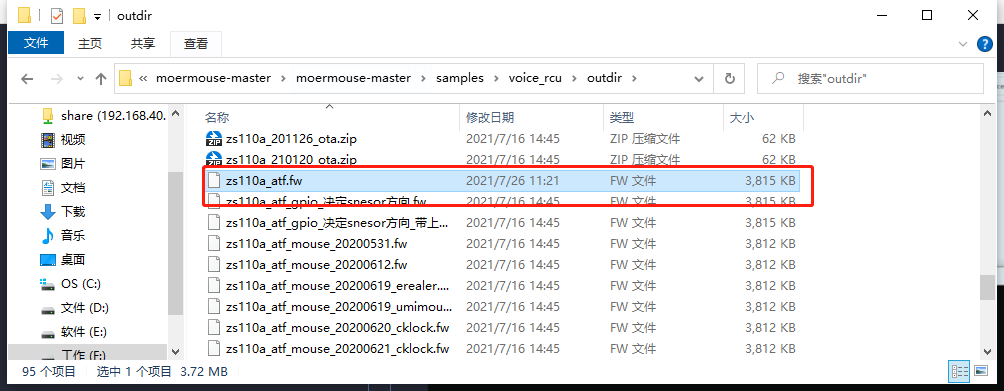 outdir
文件 主页 共享 查看
« moermouse-master › moermouse-master › samples › voice_rcu › outdir › 搜索"outdir"
名称 修改日期 类型 大小
share (192.168.40.
视频
图片
文档
下载
音乐
桌面
OS (C:)
文件 (D:)
软件 (E:)
工作 (F:)
zs110a_201126_ota.zip 2021/7/16 14:45 ZIP 压缩文件 62 KB
zs110a_210120_ota.zip 2021/7/16 14:45 ZIP 压缩文件 62 KB
zs110a_atf.fw 2021/7/26 11:21 FW 文件 3,815 KB
zs110a_atf_gpio_决定snesor方向.fw 2021/7/16 14:45 FW 文件 3,815 KB
zs110a_atf_gpio_决定snesor方向_带上... 2021/7/16 14:45 FW 文件 3,815 KB
zs110a_atf_mouse_20200531.fw 2021/7/16 14:45 FW 文件 3,812 KB
zs110a_atf_mouse_20200612.fw 2021/7/16 14:45 FW 文件 3,812 KB
zs110a_atf_mouse_20200619_erealer.... 2021/7/16 14:45 FW 文件 3,812 KB
zs110a_atf_mouse_20200619_umimou... 2021/7/16 14:45 FW 文件 3,812 KB
zs110a_atf_mouse_20200620_cklock.fw 2021/7/16 14:45 FW 文件 3,812 KB
zs110a_atf_mouse_20200621_cklock.fw 2021/7/16 14:45 FW 文件 3,812 KB
95 个项目 选中 1 个项目 3.72 MB